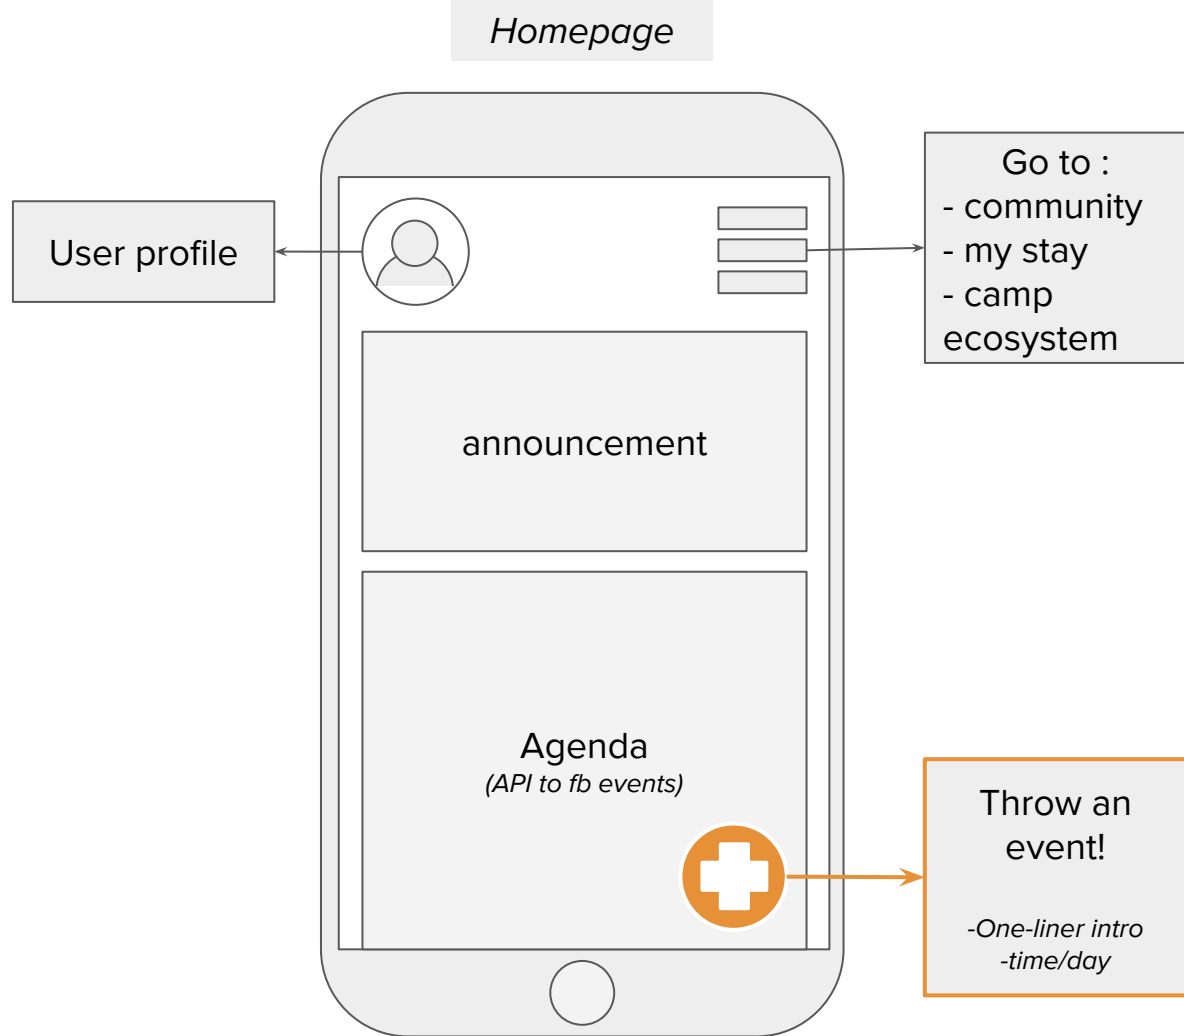 Homepage
User profile
Go to :
- community
- my stay
- camp
ecosystem
announcement
Agenda
(API to fb events)
Throw an
event!
-One-liner intro
-time/day